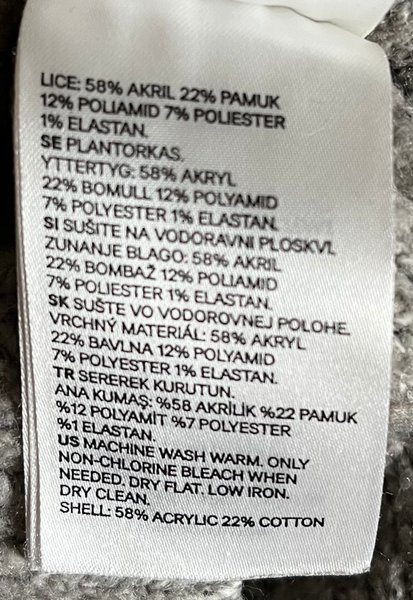 LICE: 58% AKRIL 22% PAMUK
12% POLIAMID 7% POLIESTER
1% ELASTAN.
SE PLANTORKAS.
YTTERTYG: 58% AKRYL
22% BOMULL 12% POLYAMID
7% POLYESTER 1% ELASTAN.
SI SUŠITE NA VODORAVNI PLOSKVI.
ZUNANJE BLAGO: 58% AKRIL
22% BOMBAŽ 12% POLIAMID
7% POLIESTER 1% ELASTAN.
SK SUŠTE VO VODOROVNEJ POLOHE.
VRCHNÝ MATERIÁL: 58% AKRYL
22% BAVLNA 12% POLYAMID
7% POLYESTER 1% ELASTAN.
TR SEREREK KURUTUN.
ANA KUMAŞ: %58 AKRİLİK %22 PAMUK
%12 POLYAMİT %7 POLYESTER
%1 ELASTAN.
US MACHINE WASH WARM. ONLY
NON-CHLORINE BLEACH WHEN
NEEDED. DRY FLAT. LOW IRON.
DRY CLEAN.
SHELL: 58% ACRYLIC 22% COTTON